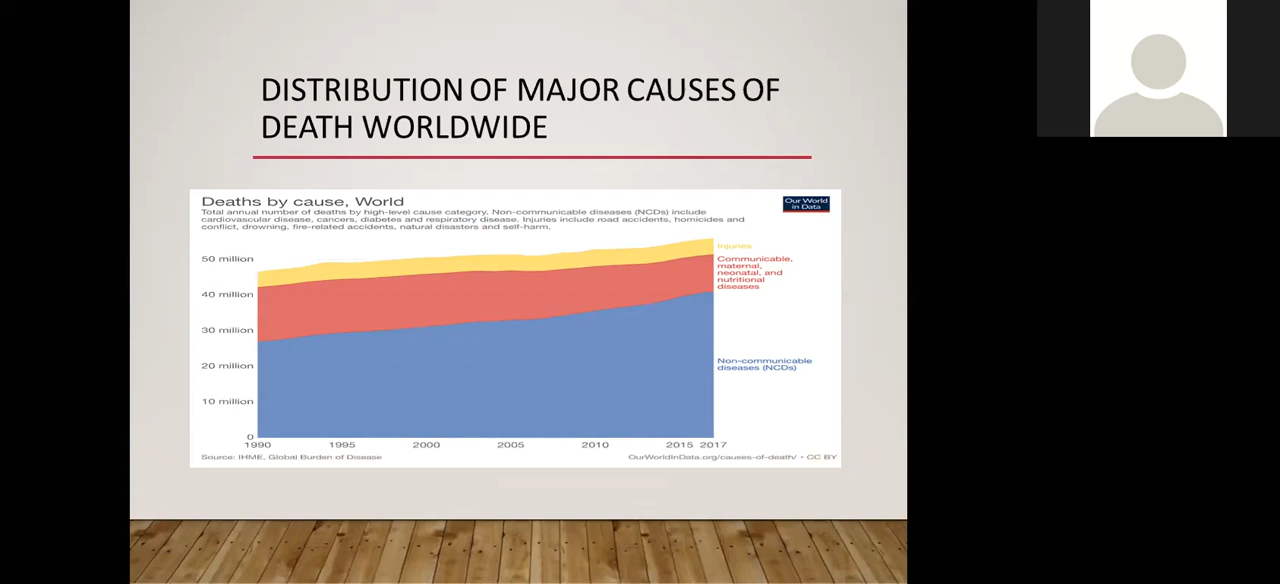 DISTRIBUTION OF MAJOR CAUSES OF
DEATH WORLDWIDE
Deaths by cause, World
Total annual number of deaths by high-level cause category. Non-communicable diseases (NCDs) include
cardiovascular disease, cancers, diabetes and respiratory disease. Injuries include road accidents, homicides and
conflict, drowning, fire-related accidents, natural disasters and self-harm.
Our World
in Data
50 million
40 million
30 million
20 million
10 million
0
Injuries
Communicable,
maternal,
neonatal, and
nutritional
diseases
Non-communicable
diseases (NCDs)
1990 1995 2000 2005 2010 2015 2017
Source: IHME, Global Burden of Disease
OurWorldInData.org/causes-of-death/ • CC BY